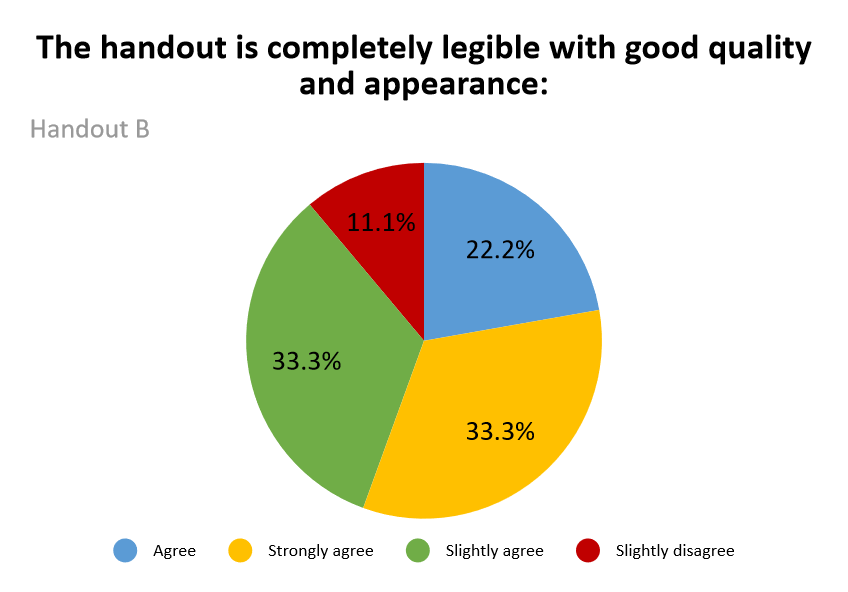 The handout is completely legible with good quality
and appearance:
Handout B
11.1%
22.2%
33.3%
33.3%
Agree
Strongly agree
Slightly agree
Slightly disagree